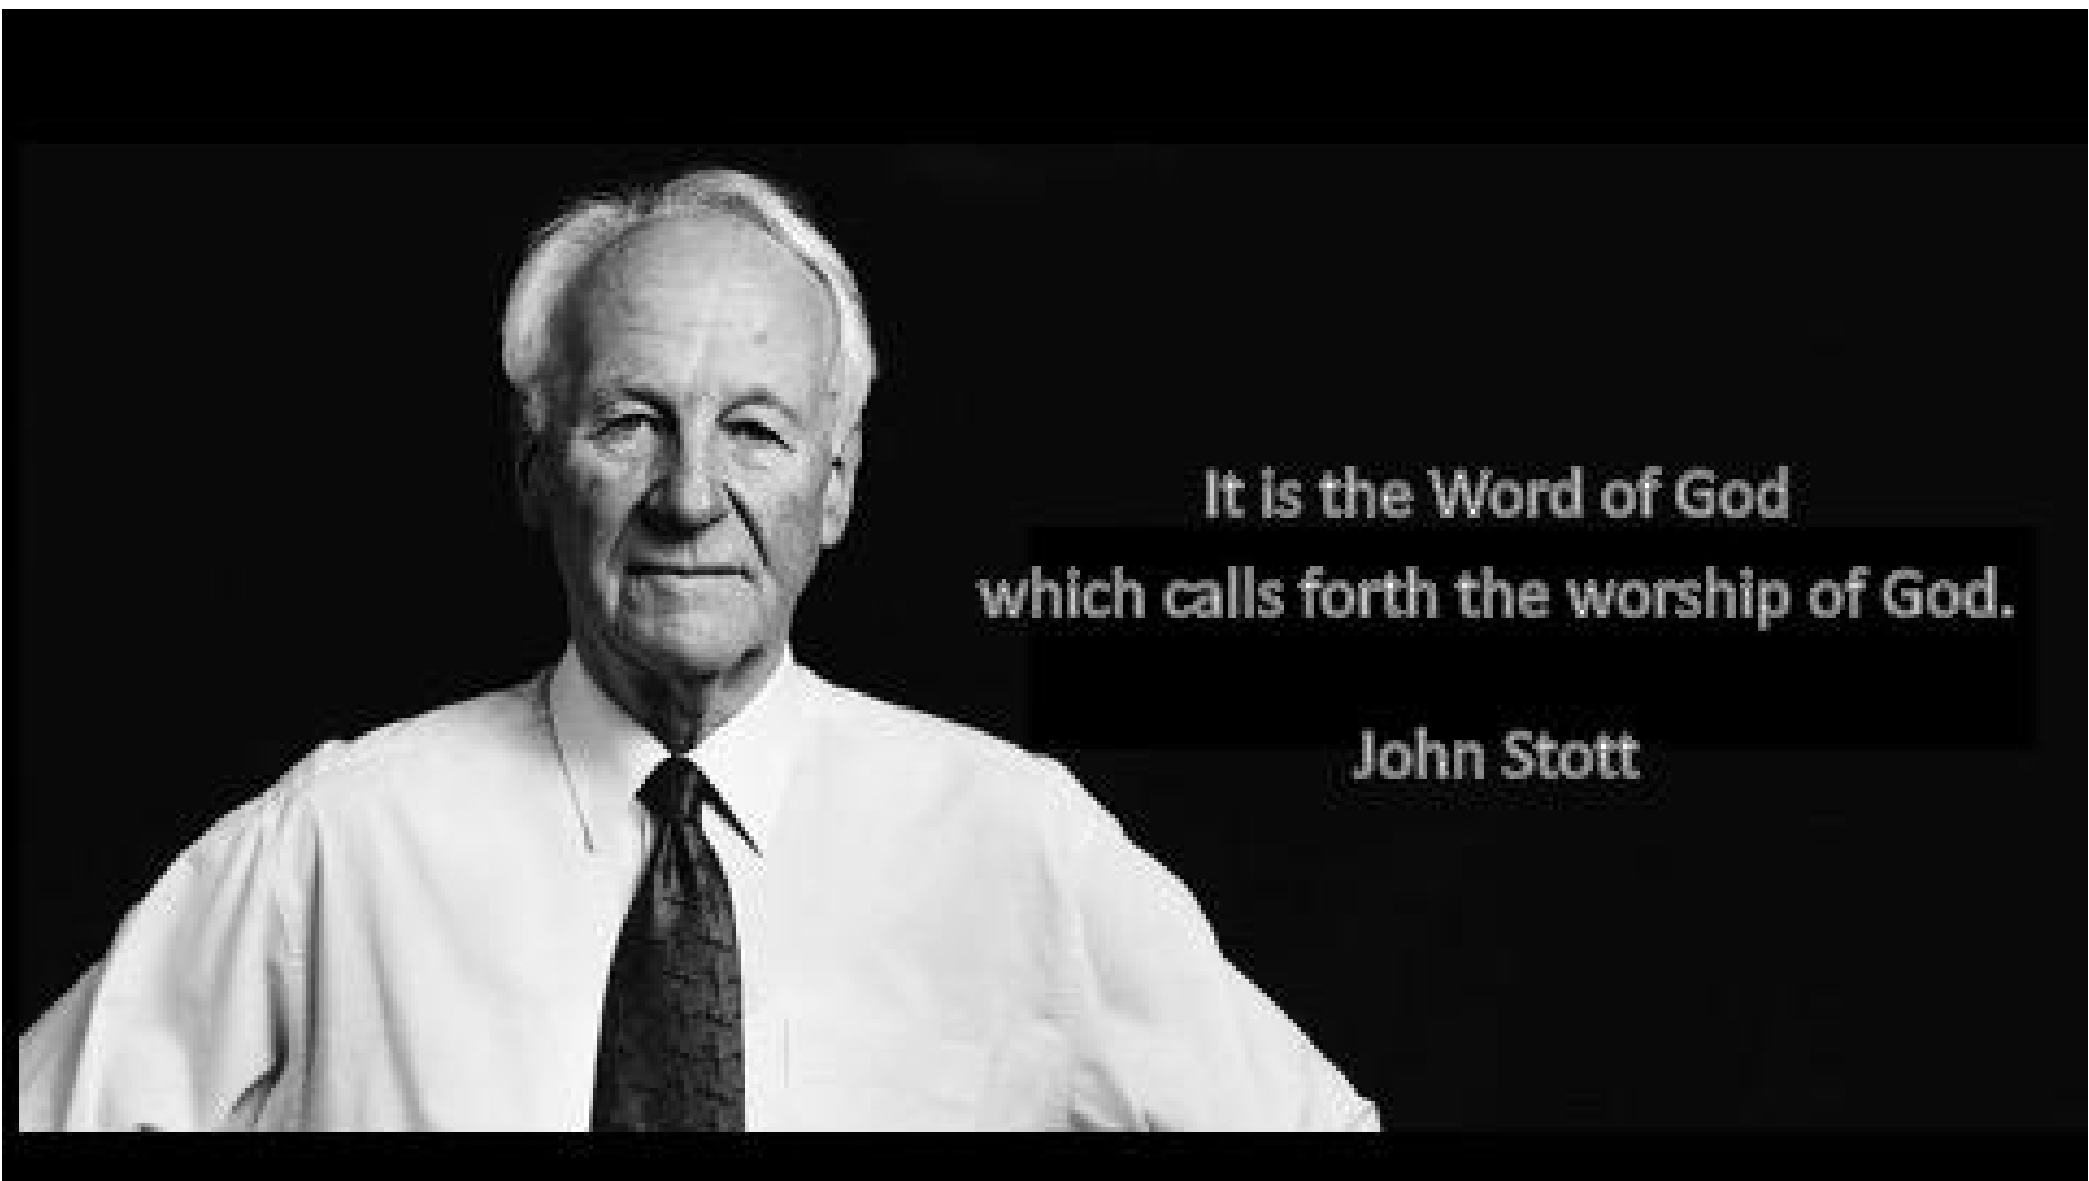 It is the Word of God
which calls forth the worship of God.
John Stott